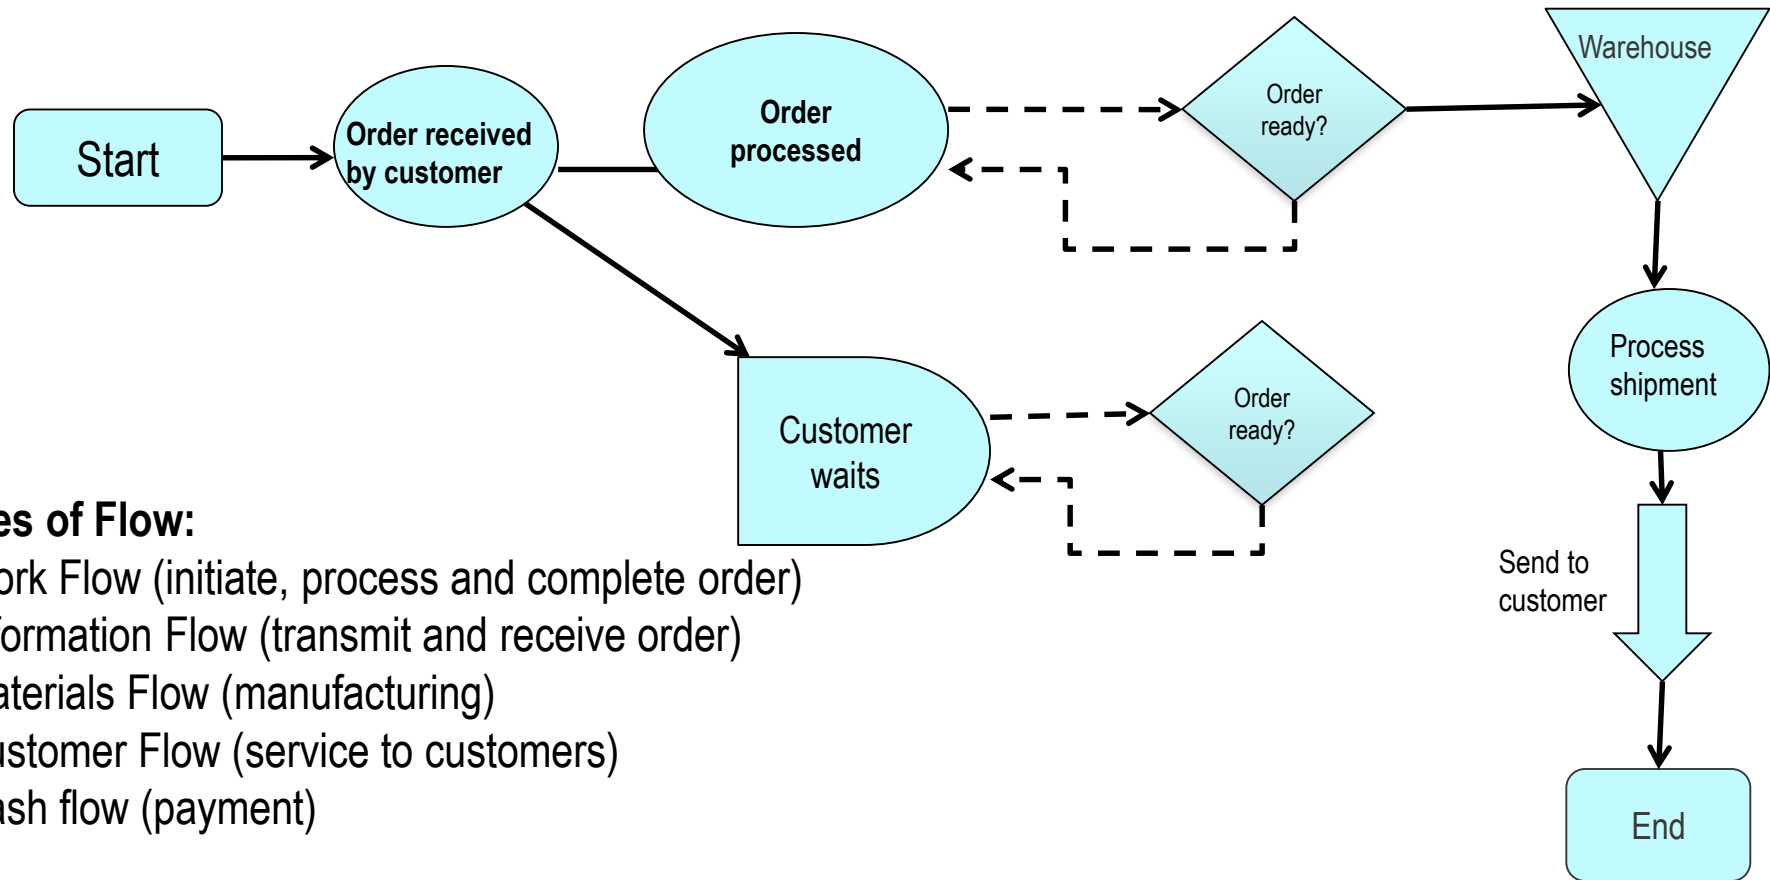 Start
Order received
by customer
Order
processed
Order
ready?
Warehouse
Process
shipment
Customer
waits
Order
ready?
Send to
customer
End
es of Flow:
ork Flow (initiate, process and complete order)
formation Flow (transmit and receive order)
aterials Flow (manufacturing)
ustomer Flow (service to customers)
ash flow (payment)